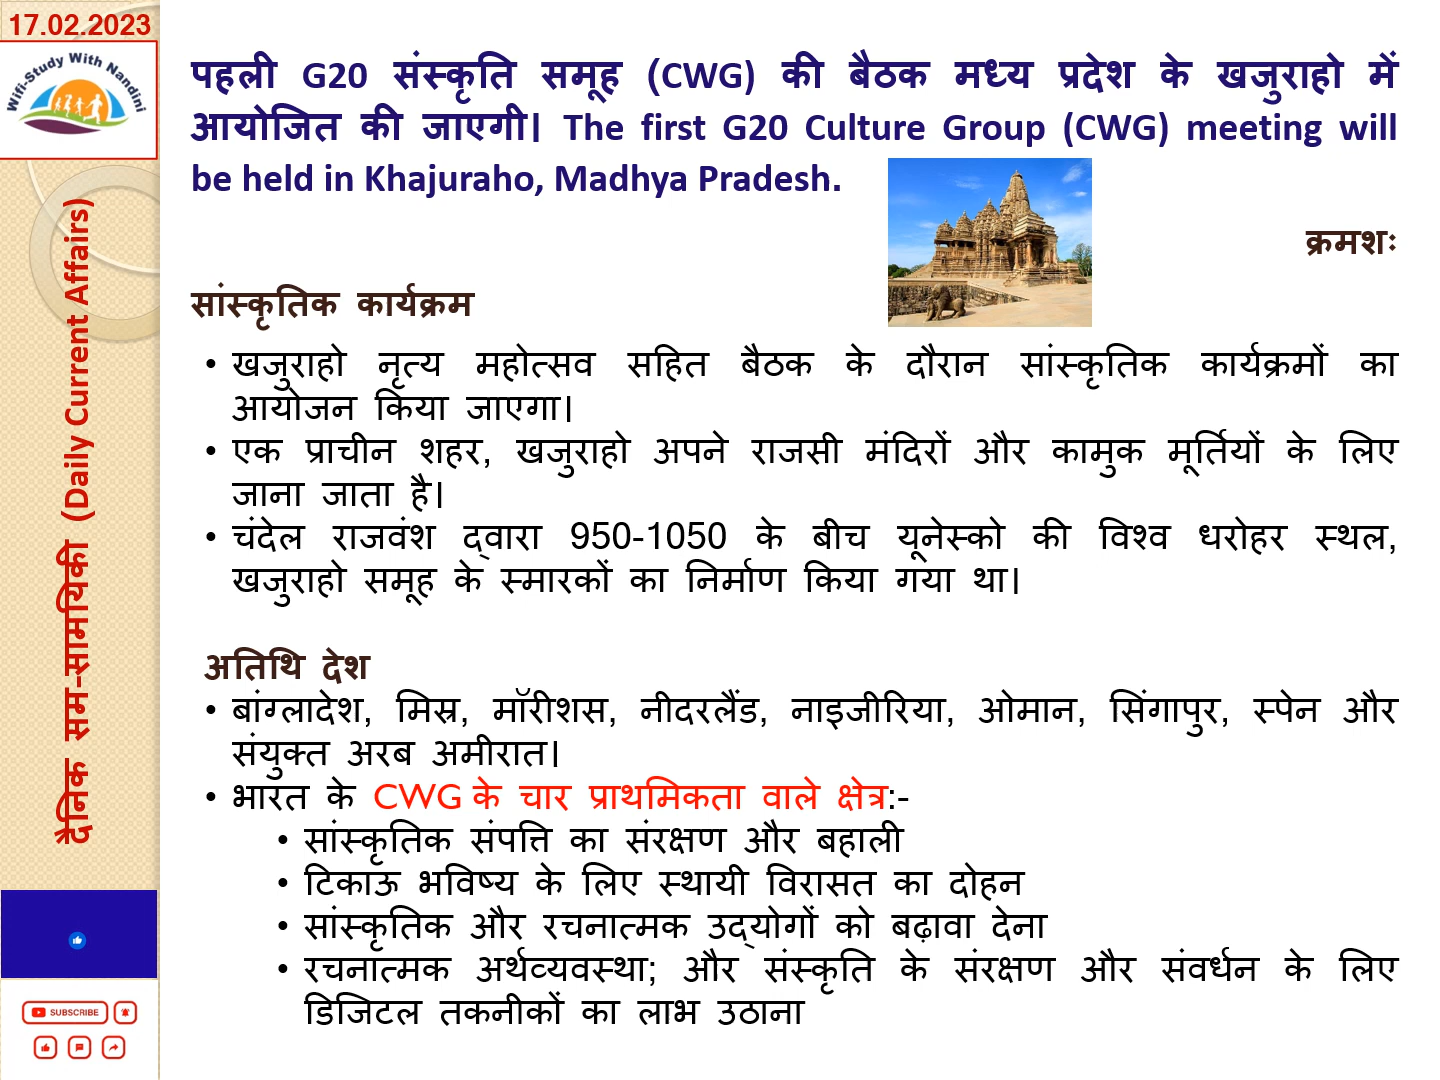 17.02.2023
Wifi-Study With Nandini
दैनिक सम-सामयिकी (Daily Current Affairs)
SUBSCRIBE
पहली G20 संस्कृति समूह (CWG) की बैठक मध्य प्रदेश के खजुराहो में
आयोजित की जाएगी। The first G20 Culture Group (CWG) meeting will
be held in Khajuraho, Madhya Pradesh.
क्रमशः
सांस्कृतिक कार्यक्रम
• खजुराहो नृत्य महोत्सव सहित बैठक के दौरान सांस्कृतिक कार्यक्रमों का
आयोजन किया जाएगा।
• एक प्राचीन शहर, खजुराहो अपने राजसी मंदिरों और कामुक मूर्तियों के लिए
जाना जाता है।
• चंदेल राजवंश द्वारा 950-1050 के बीच यूनेस्को की विश्व धरोहर स्थल,
खजुराहो समूह के स्मारकों का निर्माण किया गया था।
अतिथि देश
• बांग्लादेश, मिस्र, मॉरीशस, नीदरलैंड, नाइजीरिया, ओमान, सिंगापुर, स्पेन और
संयुक्त अरब अमीरात।
• भारत के CWG के चार प्राथमिकता वाले क्षेत्र:-
• सांस्कृतिक संपत्ति का संरक्षण और बहाली
• टिकाऊ भविष्य के लिए स्थायी विरासत का दोहन
• सांस्कृतिक और रचनात्मक उद्योगों को बढ़ावा देना
• रचनात्मक अर्थव्यवस्था; और संस्कृति के संरक्षण और संवर्धन के लिए
डिजिटल तकनीकों का लाभ उठाना